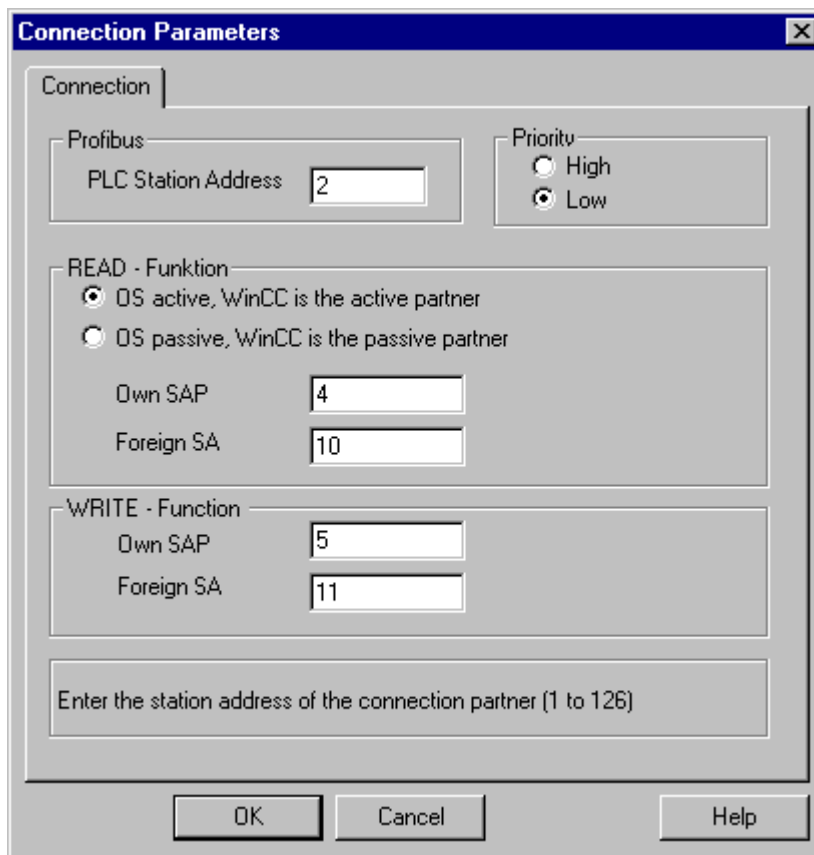 Connection Parameters
Connection
Profibus
PLC Station Address 2
Priority
High
Low
READ - Funktion
OS active, WinCC is the active partner
OS passive, WinCC is the passive partner
Own SAP 4
Foreign SA 10
WRITE - Function
Own SAP 5
Foreign SA 11
Enter the station address of the connection partner (1 to 126)
OK Cancel Help